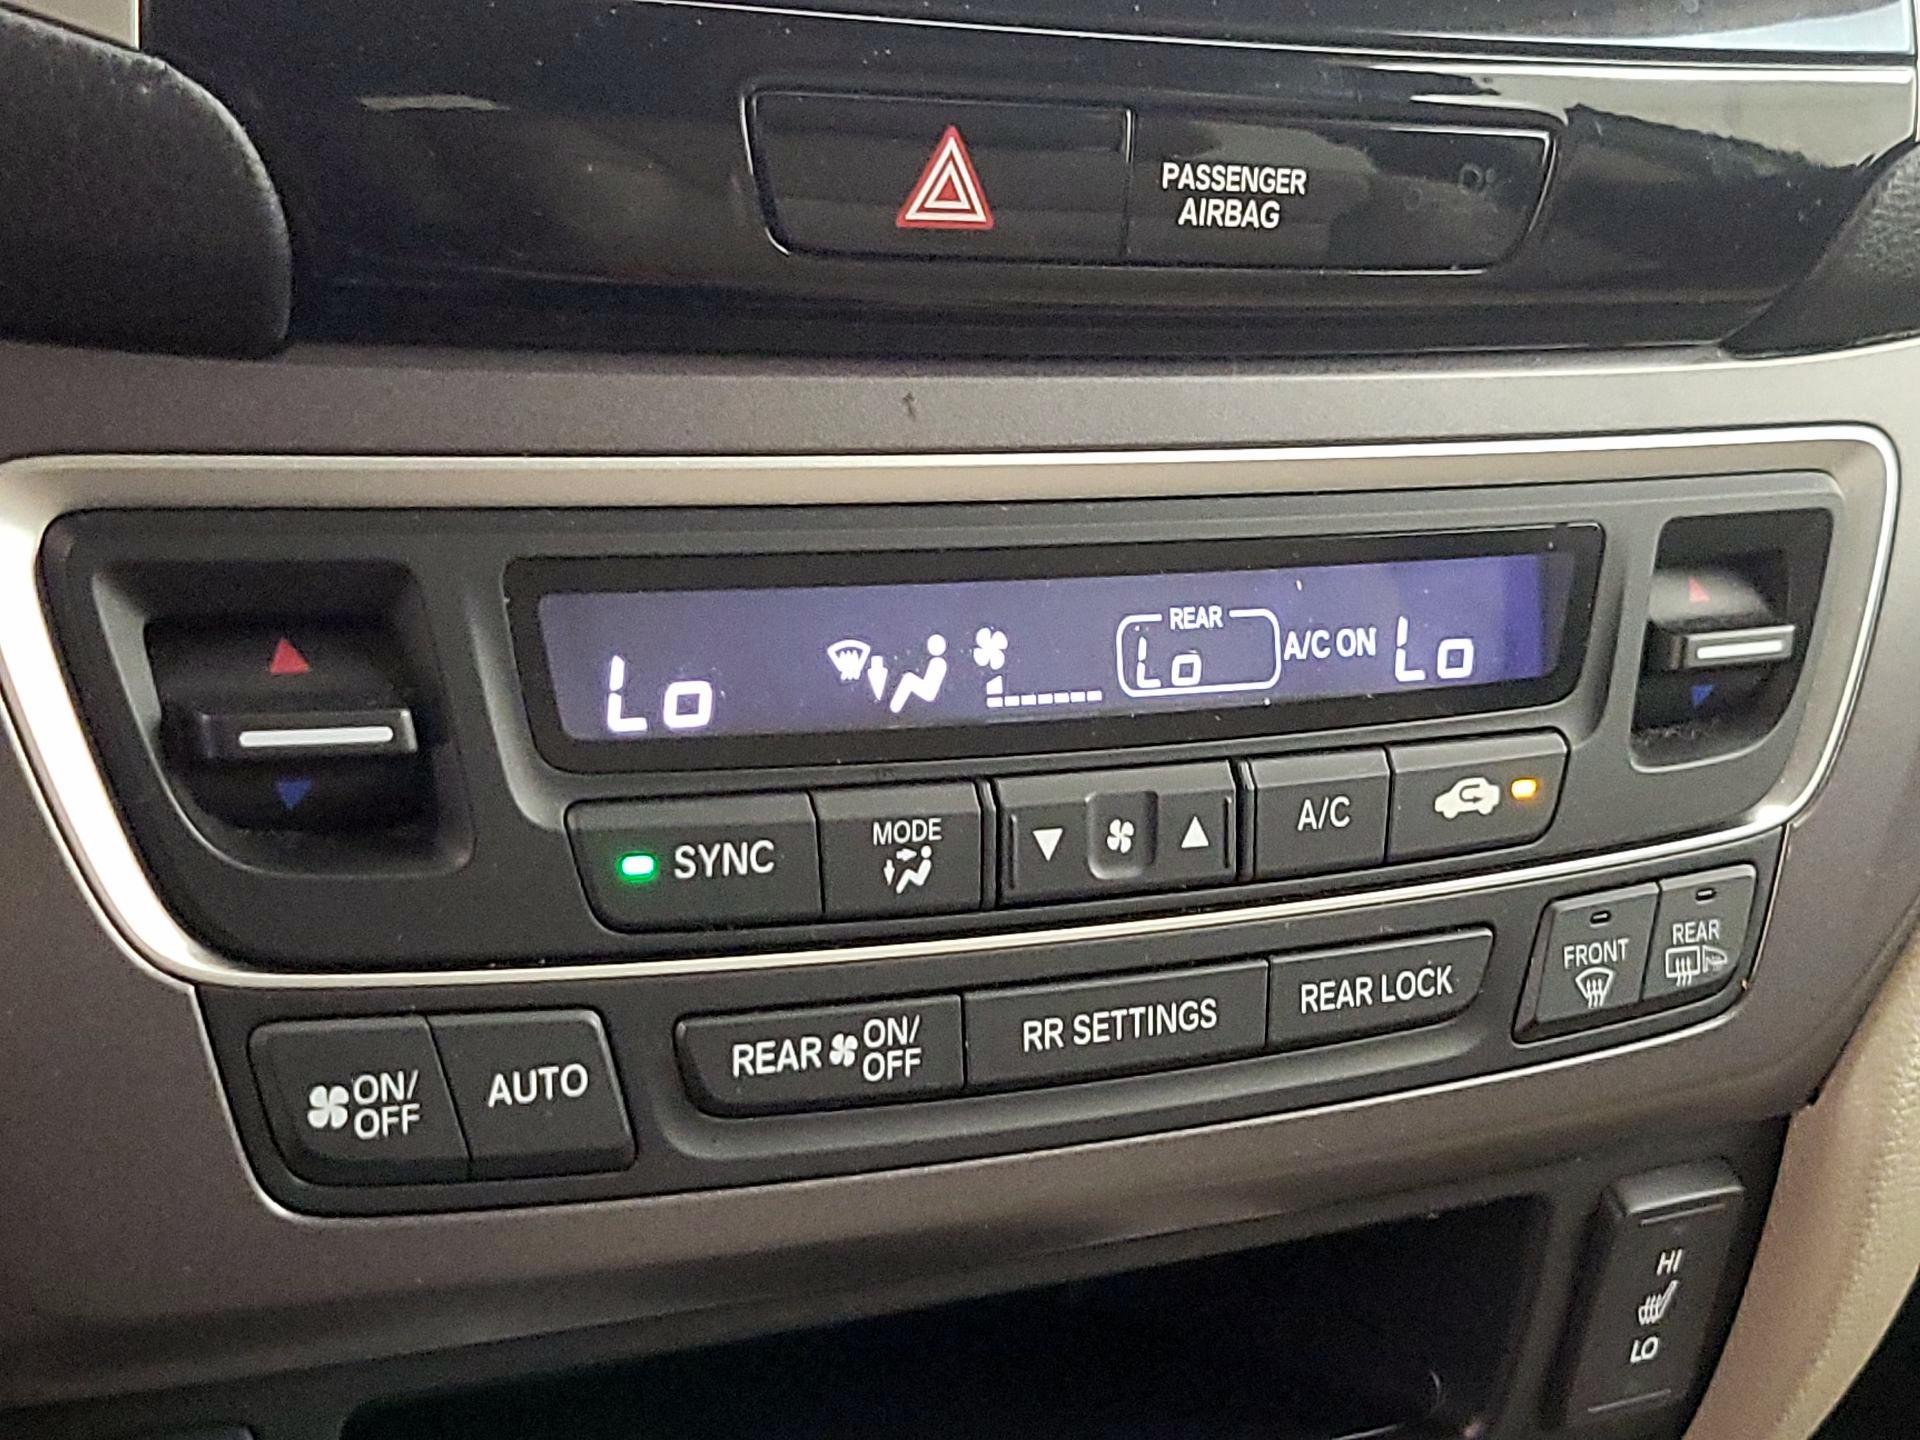 PASSENGER
AIRBAG
Lo
REAR
Lo
A/C ON
Lo
SYNC
MODE
A/C
ON/
OFF
AUTO
REAR ON/
OFF
RR SETTINGS
REAR LOCK
FRONT
REAR
HI
LO